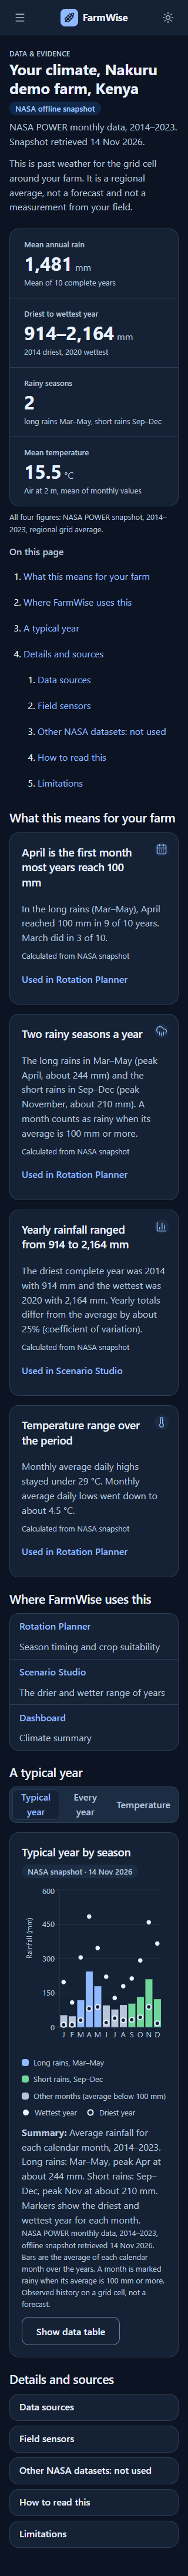 FarmWise
DATA & EVIDENCE
Your climate, Nakuru
demo farm, Kenya
NASA offline snapshot
NASA POWER monthly data, 2014–2023.
Snapshot retrieved 14 Nov 2026.
This is past weather for the grid cell
around your farm. It is a regional
average, not a forecast and not a
measurement from your field.
Mean annual rain
1,481 mm
Mean of 10 complete years
Driest to wettest year
914–2,164 mm
2014 driest, 2020 wettest
Rainy seasons
2
long rains Mar–May, short rains Sep–Dec
Mean temperature
15.5 °C
Air at 2 m, mean of monthly values
All four figures: NASA POWER snapshot, 2014–
2023, regional grid average.
On this page
1. What this means for your farm
2. Where FarmWise uses this
3. A typical year
4. Details and sources
1. Data sources
2. Field sensors
3. Other NASA datasets: not used
4. How to read this
5. Limitations
What this means for your farm
April is the first month
most years reach 100
mm
In the long rains (Mar–May), April
reached 100 mm in 9 of 10 years.
March did in 3 of 10.
Calculated from NASA snapshot
Used in Rotation Planner
Two rainy seasons a year
The long rains in Mar–May (peak
April, about 244 mm) and the
short rains in Sep–Dec (peak
November, about 210 mm). A
month counts as rainy when its
average is 100 mm or more.
Calculated from NASA snapshot
Used in Rotation Planner
Yearly rainfall ranged
from 914 to 2,164 mm
The driest complete year was 2014
with 914 mm and the wettest was
2020 with 2,164 mm. Yearly totals
differ from the average by about
25% (coefficient of variation).
Calculated from NASA snapshot
Used in Scenario Studio
Temperature range over
the period
Monthly average daily highs
stayed under 29 °C. Monthly
average daily lows went down to
about 4.5 °C.
Calculated from NASA snapshot
Used in Rotation Planner
Where FarmWise uses this
Rotation Planner
Season timing and crop suitability
Scenario Studio
The drier and wetter range of years
Dashboard
Climate summary
A typical year
Typical
year
Every
year
Temperature
Typical year by season
NASA snapshot · 14 Nov 2026
Rainfall (mm)
600
450
300
150
0
J F M A M J J A S O N D
Long rains, Mar–May
Short rains, Sep–Dec
Other months (average below 100 mm)
Wettest year Driest year
Summary: Average rainfall
for each calendar month, 2014–2023.
Long rains: Mar–May, peak Apr at
about 244 mm. Short rains: Sep–
Dec, peak Nov at about 210 mm.
Markers show the driest and
wettest year for each month.
NASA POWER monthly data, 2014–2023,
offline snapshot retrieved 14 Nov 2026.
Bars are the average of each calendar
month over the years. A month is marked
rainy when its average is 100 mm or more.
Observed history on a grid cell, not a
forecast.
Show data table
Details and sources
Data sources
Field sensors
Other NASA datasets: not used
How to read this
Limitations